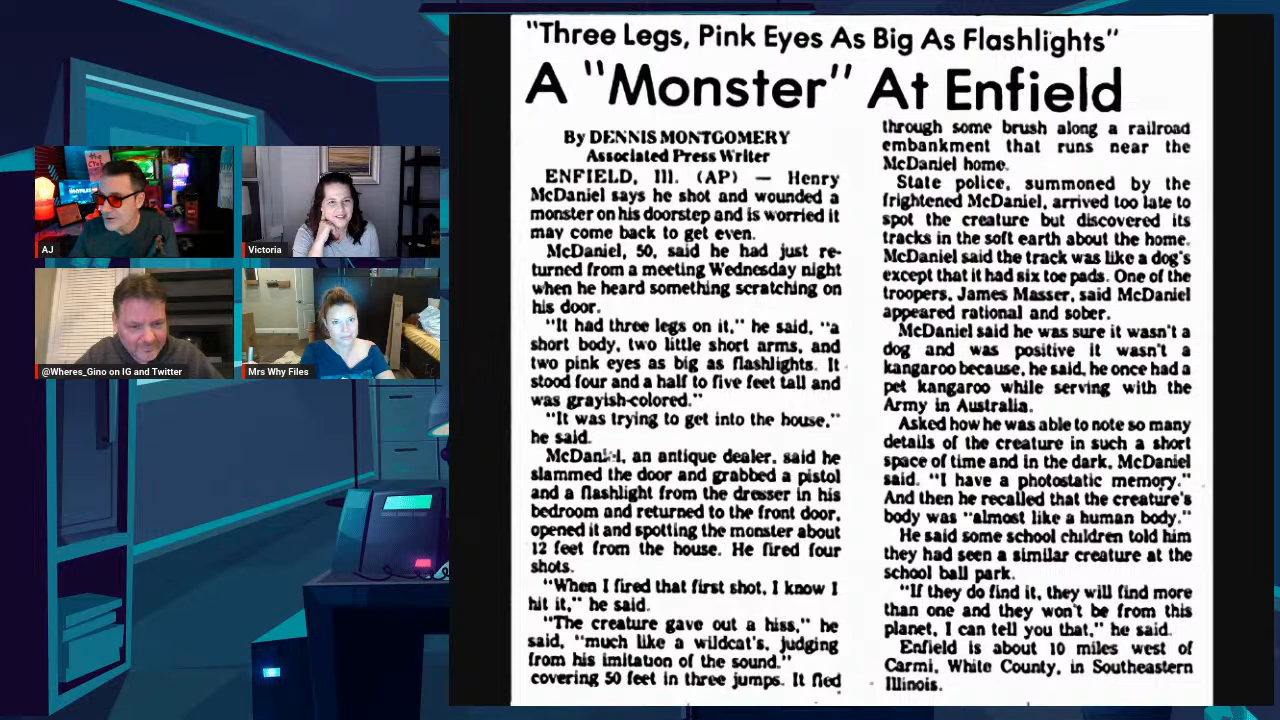 "Three Legs, Pink Eyes As Big As Flashlights"
A "Monster" At Enfield
By DENNIS MONTGOMERY
Associated Press Writer
ENFIELD, Ill. (AP) — Henry
McDaniel says he shot and wounded a
monster on his doorstep and is worried it
may come back to get even.
McDaniel, 50, said he had just re-
turned from a meeting Wednesday night
when he heard something scratching on
his door.
"It had three legs on it," he said, "a
short body, two little short arms, and
two pink eyes as big as flashlights. It
stood four and a half to five feet tall and
was grayish-colored."
"It was trying to get into the house,"
he said.
McDaniel, an antique dealer, said he
slammed the door and grabbed a pistol
and a flashlight from the dresser in his
bedroom and returned to the front door,
opened it and spotting the monster about
12 feet from the house. He fired four
shots.
"When I fired that first shot, I know I
hit it," he said.
"The creature gave out a hiss," he
said, "much like a wildcat's, judging
from his imitation of the sound."
covering 50 feet in three jumps. It fled
through some brush along a railroad
embankment that runs near the
McDaniel home.
State police, summoned by the
frightened McDaniel, arrived too late to
spot the creature but discovered its
tracks in the soft earth about the home.
McDaniel said the track was like a dog's
except that it had six toe pads. One of the
troopers, James Masser, said McDaniel
appeared rational and sober.
McDaniel said he was sure it wasn't a
dog and was positive it wasn't a
kangaroo because, he said, he once had a
pet kangaroo while serving with the
Army in Australia.
Asked how he was able to note so many
details of the creature in such a short
space of time and in the dark, McDaniel
said. "I have a photostatic memory."
And then he recalled that the creature's
body was "almost like a human body."
He said some school children told him
they had seen a similar creature at the
school ball park.
"If they do find it, they will find more
than one and they won't be from this
planet, I can tell you that," he said.
Enfield is about 10 miles west of
Carmi, White County, in Southeastern
Illinois.
AJ
Victoria
@Wheres_Gino on IG and Twitter
Mrs Why Files